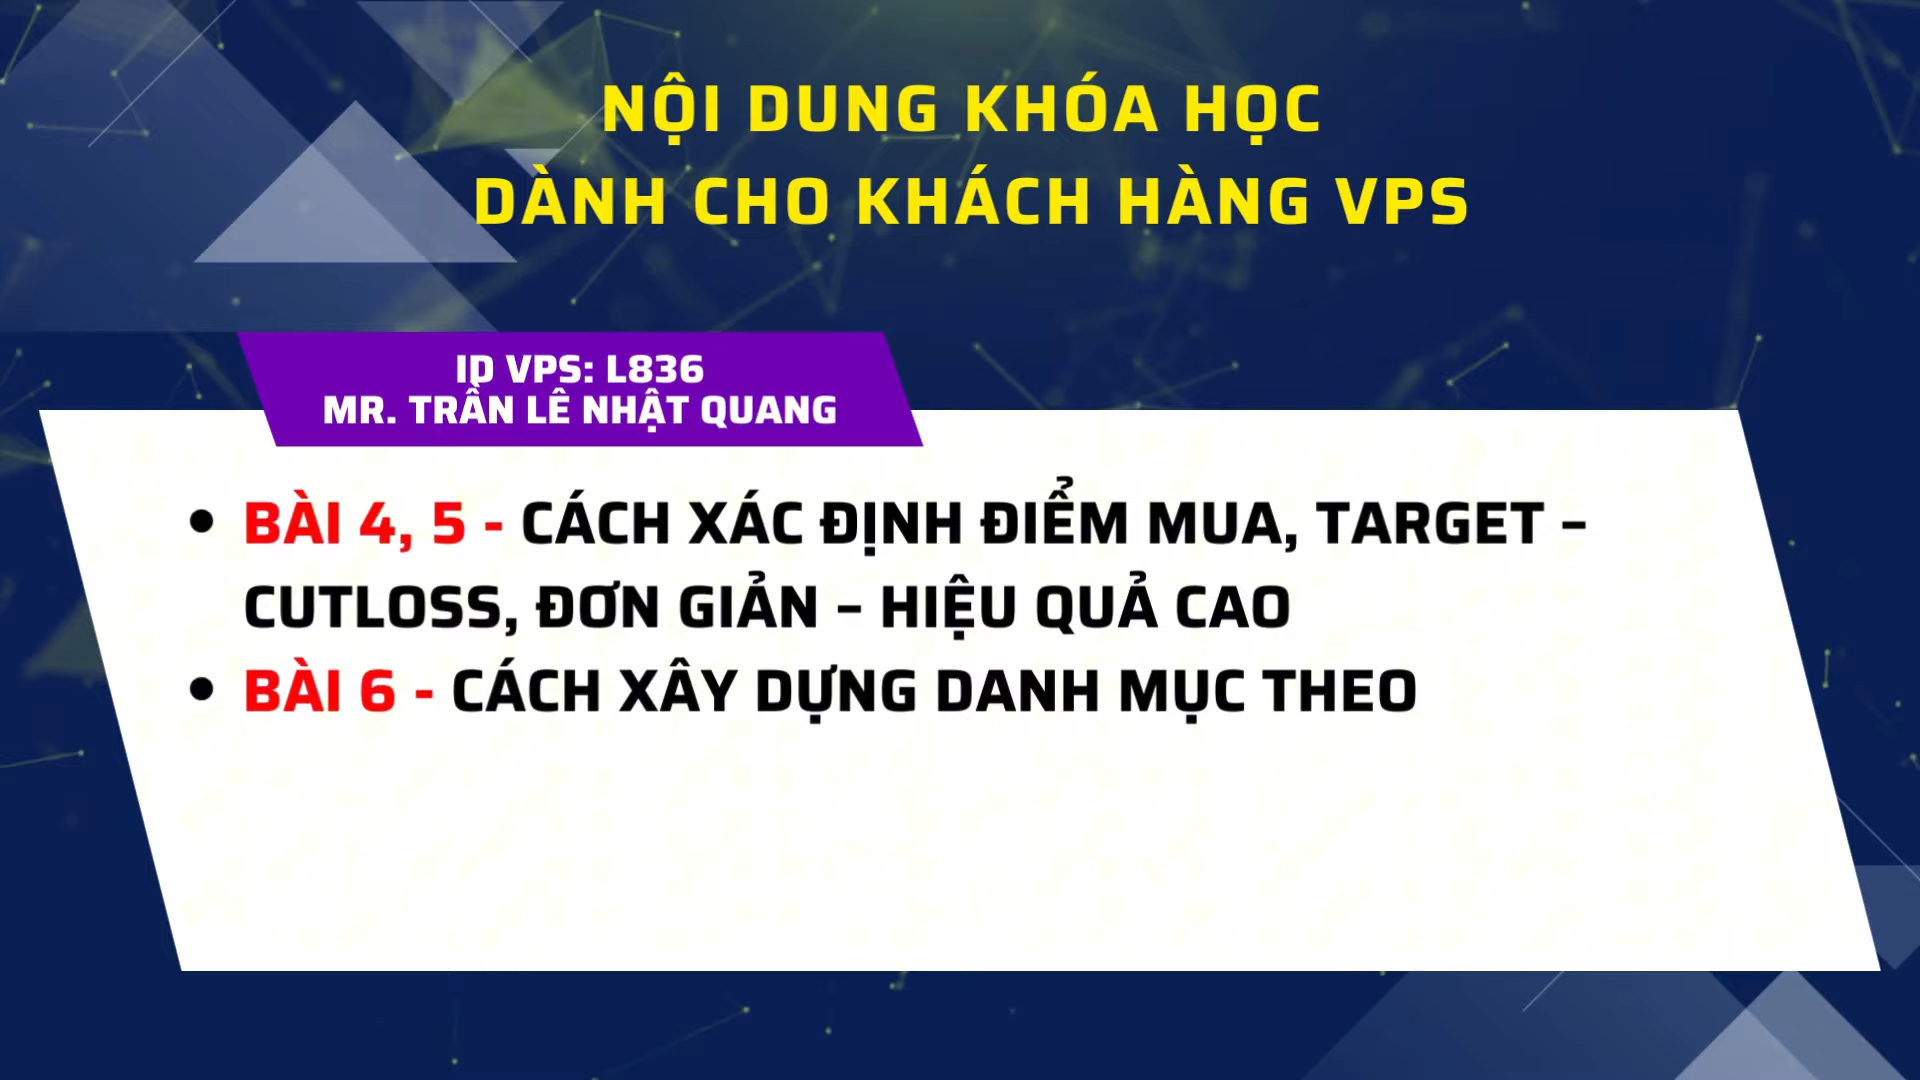 NỘI DUNG KHÓA HỌC
DÀNH CHO KHÁCH HÀNG VPS
ID VPS: L836
MR. TRẦN LÊ NHẬT QUANG
• BÀI 4, 5 - CÁCH XÁC ĐỊNH ĐIỂM MUA, TARGET –
CUTLOSS, ĐƠN GIẢN – HIỆU QUẢ CAO
• BÀI 6 - CÁCH XÂY DỰNG DANH MỤC THEO